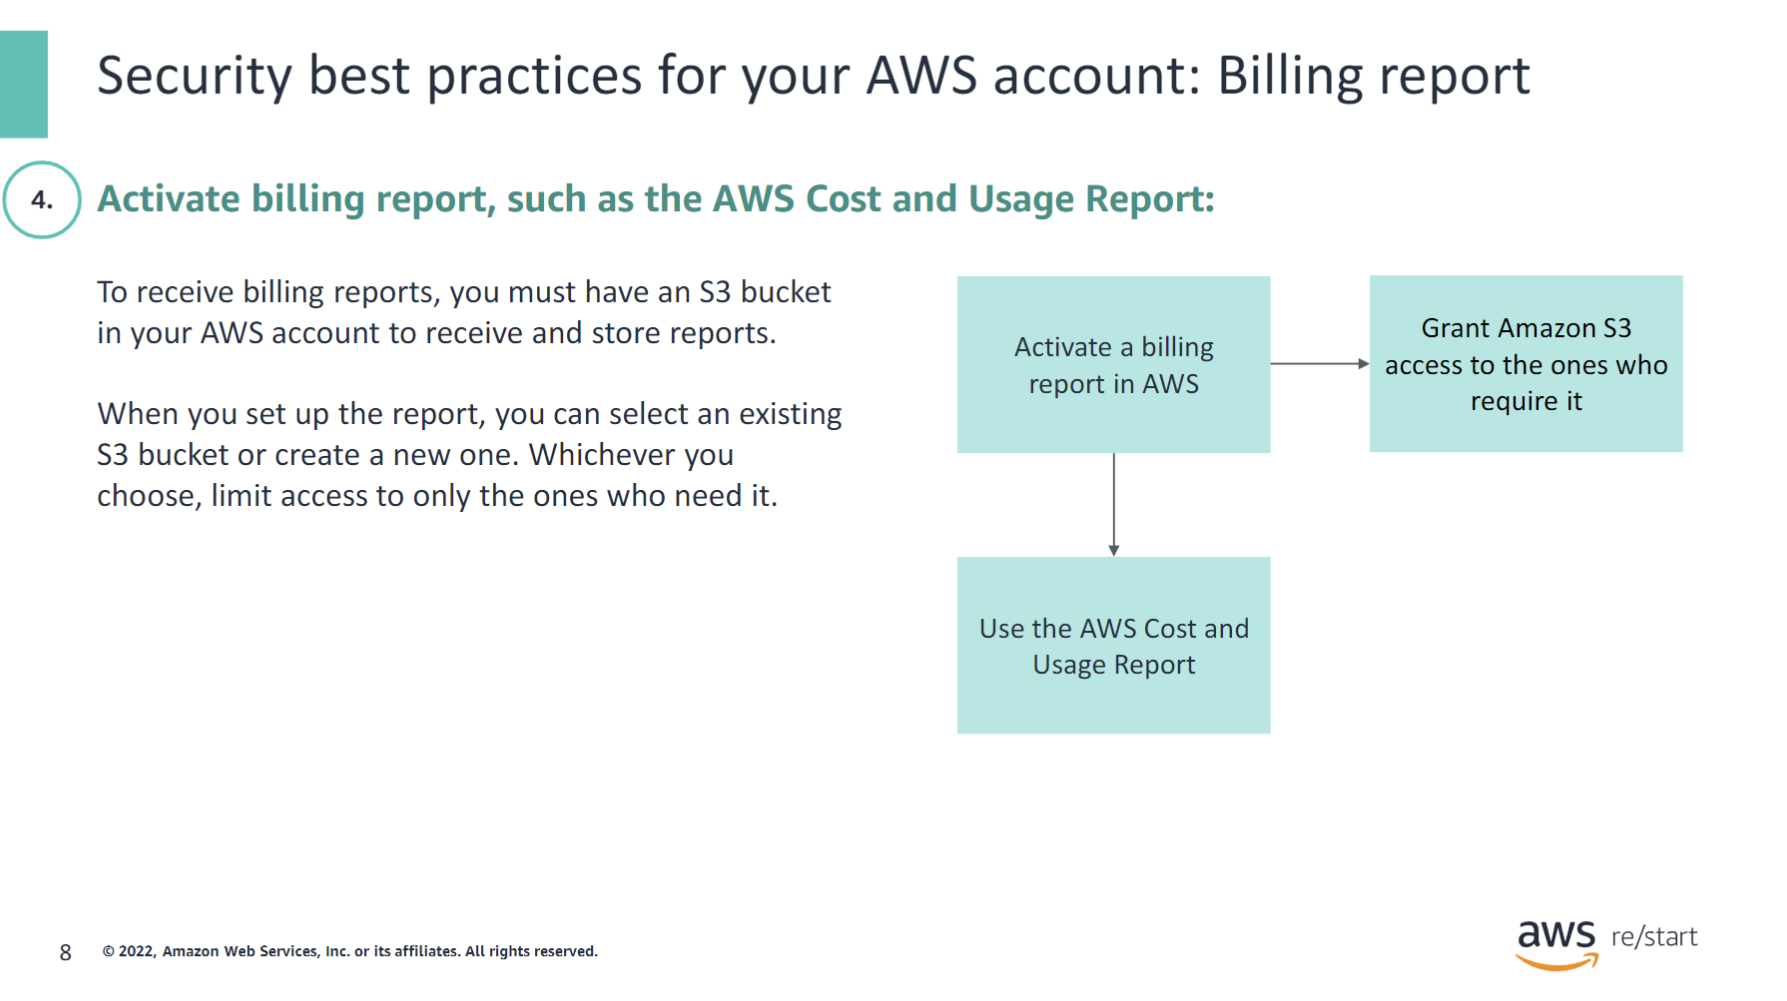 Security best practices for your AWS account: Billing report
4.
Activate billing report, such as the AWS Cost and Usage Report:
To receive billing reports, you must have an S3 bucket
in your AWS account to receive and store reports.
When you set up the report, you can select an existing
S3 bucket or create a new one. Whichever you
choose, limit access to only the ones who need it.
Activate a billing
report in AWS
Grant Amazon S3
access to the ones who
require it
Use the AWS Cost and
Usage Report
8
© 2022, Amazon Web Services, Inc. or its affiliates. All rights reserved.
aws re/start